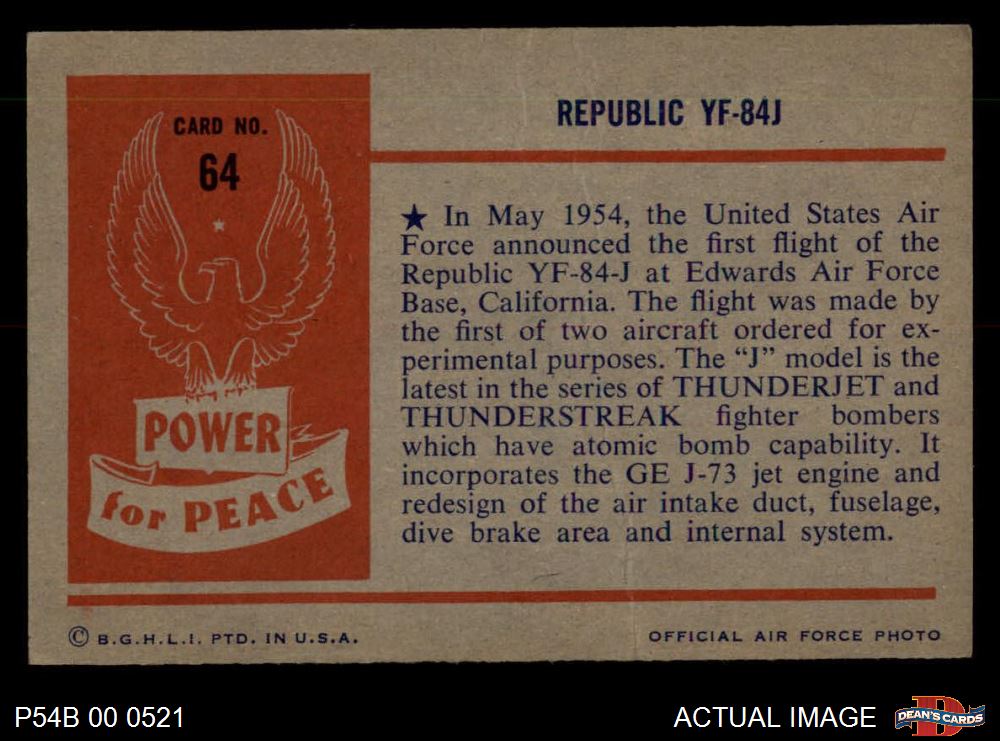 CARD NO.
64
POWER
for PEACE
REPUBLIC YF-84J
★ In May 1954, the United States Air
Force announced the first flight of the
Republic YF-84-J at Edwards Air Force
Base, California. The flight was made by
the first of two aircraft ordered for ex-
perimental purposes. The “J” model is the
latest in the series of THUNDERJET and
THUNDERSTREAK fighter bombers
which have atomic bomb capability. It
incorporates the GE J-73 jet engine and
redesign of the air intake duct, fuselage,
dive brake area and internal system.
© B.G.H.L.I. PTD. IN U.S.A.
OFFICIAL AIR FORCE PHOTO
P54B 00 0521
ACTUAL IMAGE
D
DEAN'S CARDS